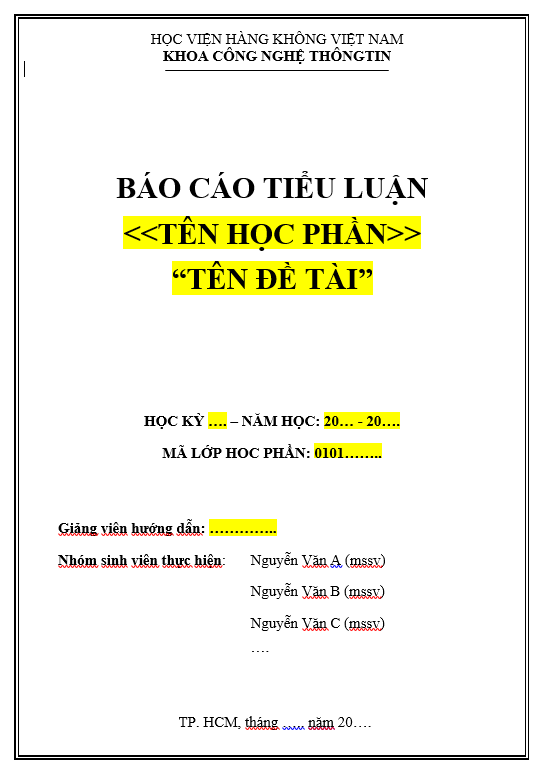 HỌC VIỆN HÀNG KHÔNG VIỆT NAM
KHOA CÔNG NGHỆ THÔNGTIN
BÁO CÁO TIỂU LUẬN
<<TÊN HỌC PHẦN>>
“TÊN ĐỀ TÀI”
HỌC KỲ …. – NĂM HỌC: 20… - 20….
MÃ LỚP HOC PHẦN: 0101……..
Giảng viên hướng dẫn: …………..
Nhóm sinh viên thực hiện: Nguyễn Văn A (mssv)
Nguyễn Văn B (mssv)
Nguyễn Văn C (mssv)
….
TP. HCM, tháng ….. năm 20….